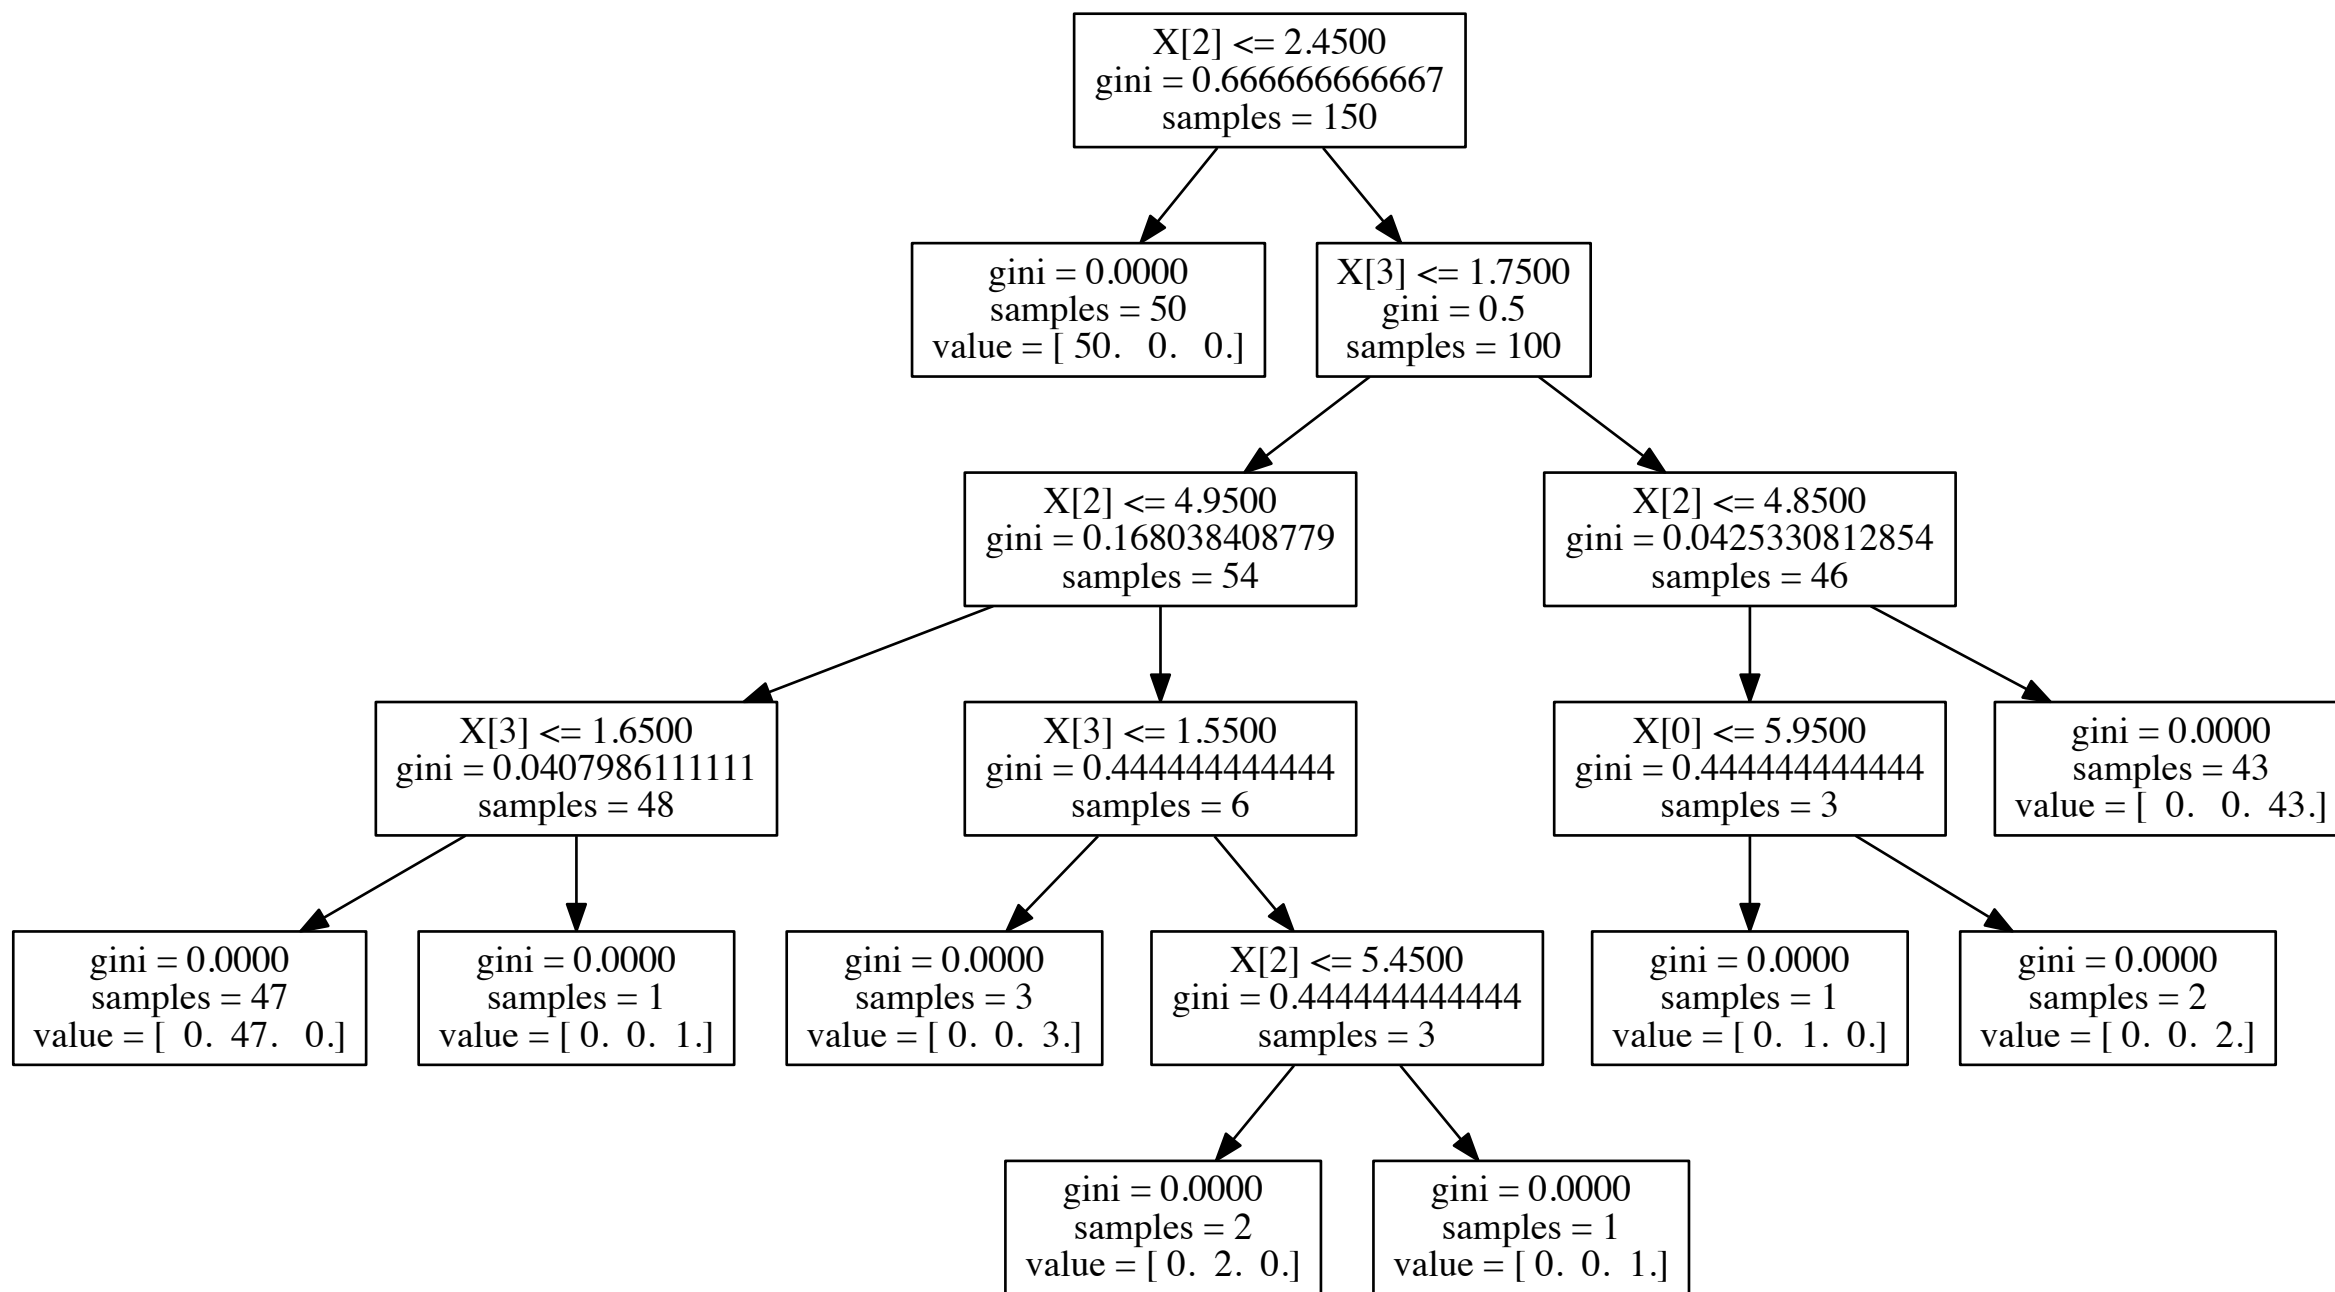 X[2] <= 2.4500
gini = 0.666666666667
samples = 150
gini = 0.0000
samples = 50
value = [ 50. 0. 0.]
X[3] <= 1.7500
gini = 0.5
samples = 100
X[2] <= 4.9500
gini = 0.168038408779
samples = 54
X[2] <= 4.8500
gini = 0.0425330812854
samples = 46
X[3] <= 1.6500
gini = 0.0407986111111
samples = 48
X[3] <= 1.5500
gini = 0.444444444444
samples = 6
X[0] <= 5.9500
gini = 0.444444444444
samples = 3
gini = 0.0000
samples = 43
value = [ 0. 0. 43.]
gini = 0.0000
samples = 47
value = [ 0. 47. 0.]
gini = 0.0000
samples = 1
value = [ 0. 0. 1.]
gini = 0.0000
samples = 3
value = [ 0. 0. 3.]
X[2] <= 5.4500
gini = 0.444444444444
samples = 3
gini = 0.0000
samples = 1
value = [ 0. 1. 0.]
gini = 0.0000
samples = 2
value = [ 0. 0. 2.]
gini = 0.0000
samples = 2
value = [ 0. 2. 0.]
gini = 0.0000
samples = 1
value = [ 0. 0. 1.]